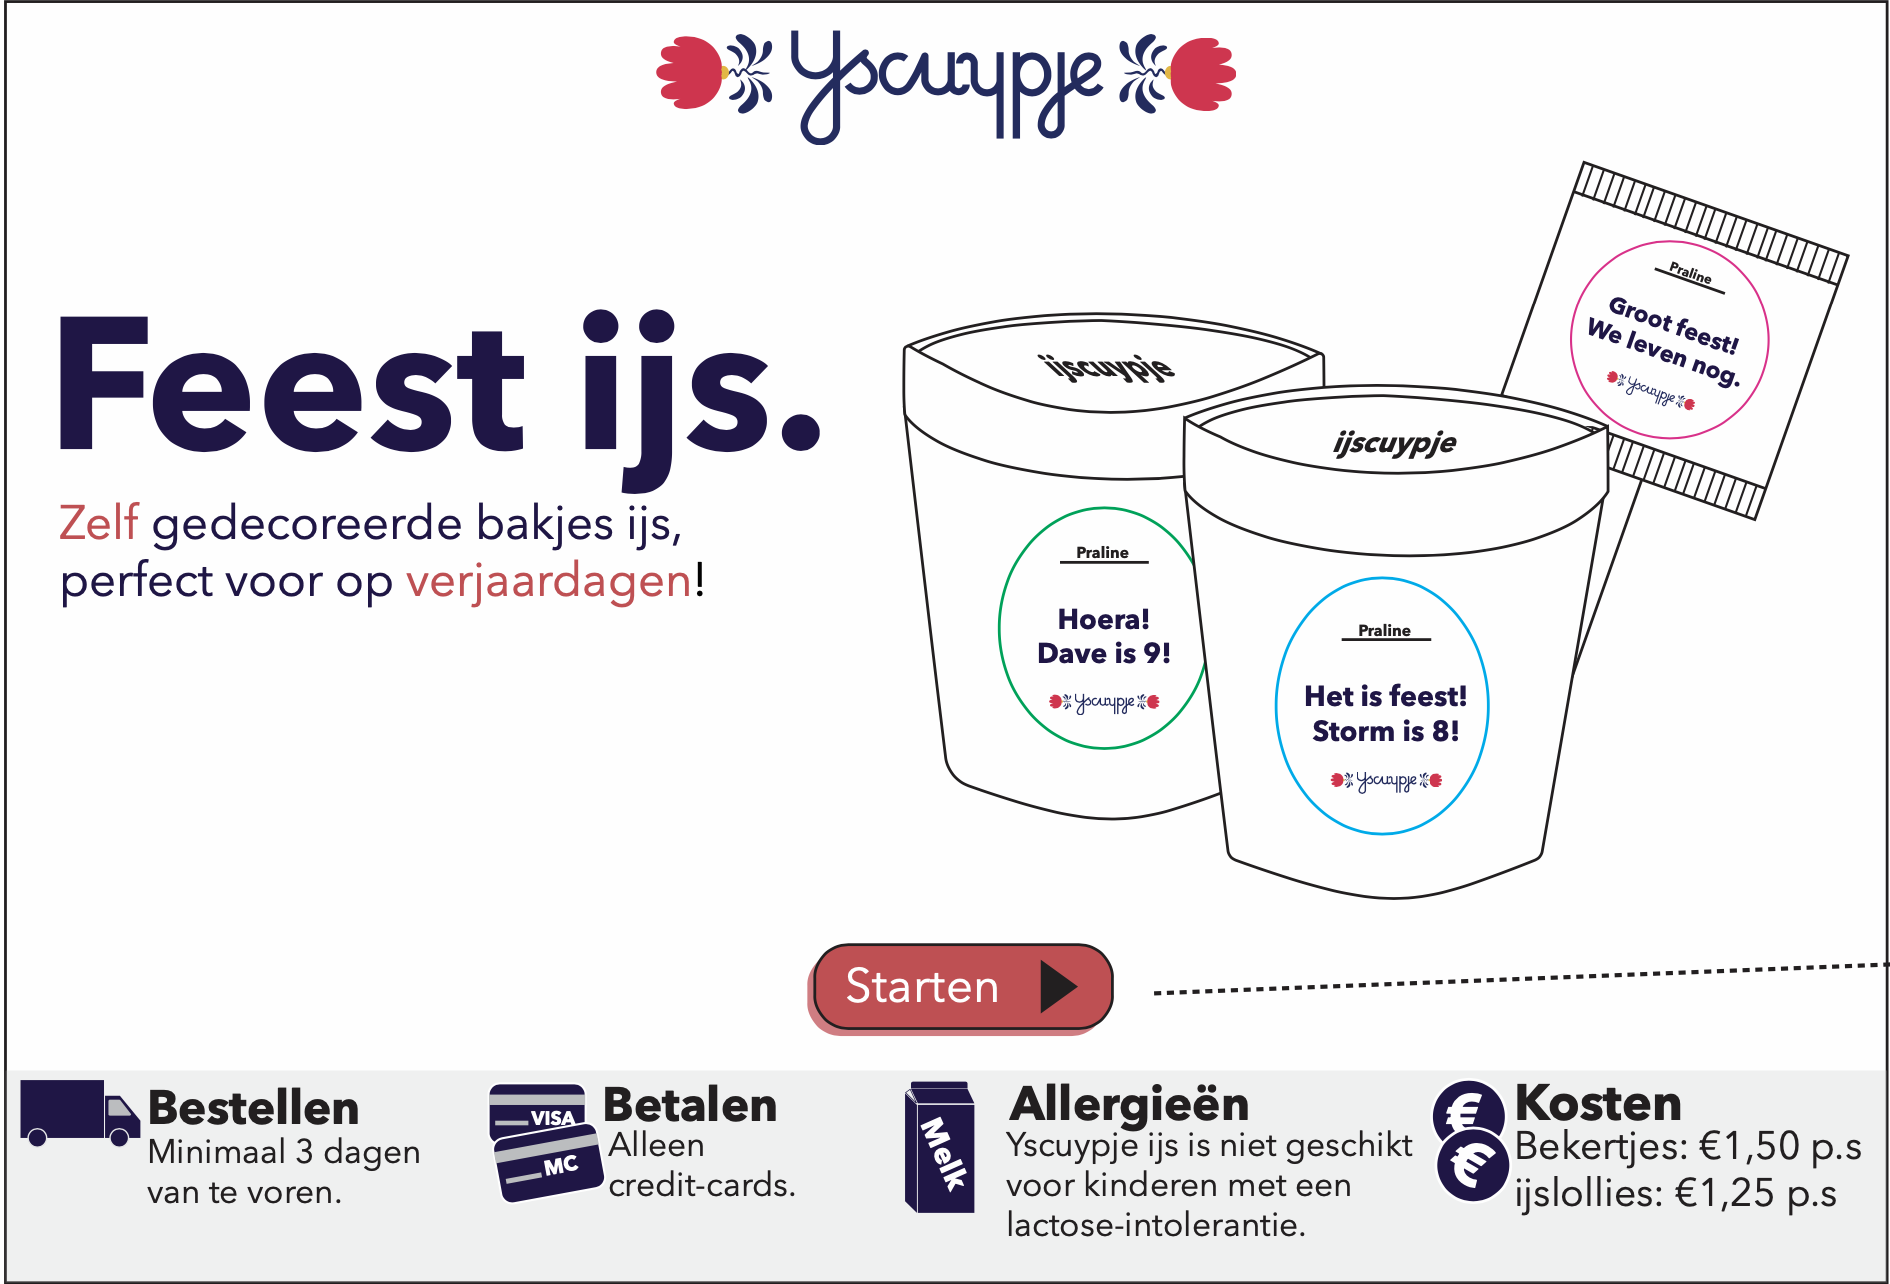 Yscuypje
Feest ijs.
Zelf gedecoreerde bakjes ijs,
perfect voor op verjaardagen!
ijscuypje
Praline
Hoera!
Dave is 9!
Yscuypje
ijscuypje
Praline
Het is feest!
Storm is 8!
Yscuypje
Praline
Groot feest!
We leven nog.
Yscuypje
Starten
Bestellen
Minimaal 3 dagen
van te voren.
VISA
MC
Betalen
Alleen
credit-cards.
Melk
Allergieën
Yscuypje ijs is niet geschikt
voor kinderen met een
lactose-intolerantie.
€
€
Kosten
Bekertjes: €1,50 p.s
ijslollies: €1,25 p.s